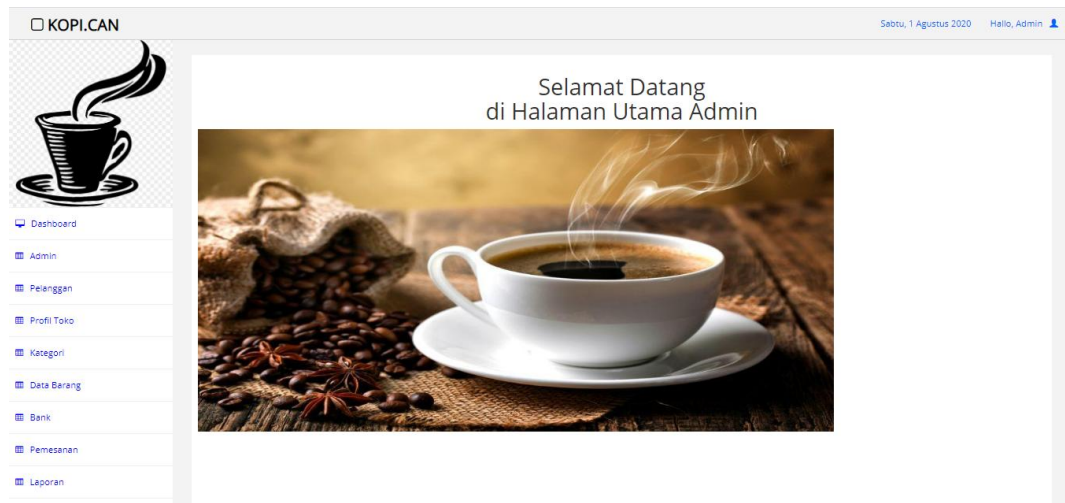 KOPI.CAN
Sabtu, 1 Agustus 2020 Hallo, Admin
Selamat Datang
di Halaman Utama Admin
Dashboard
Admin
Pelanggan
Profil Toko
Kategori
Data Barang
Bank
Pemesanan
Laporan